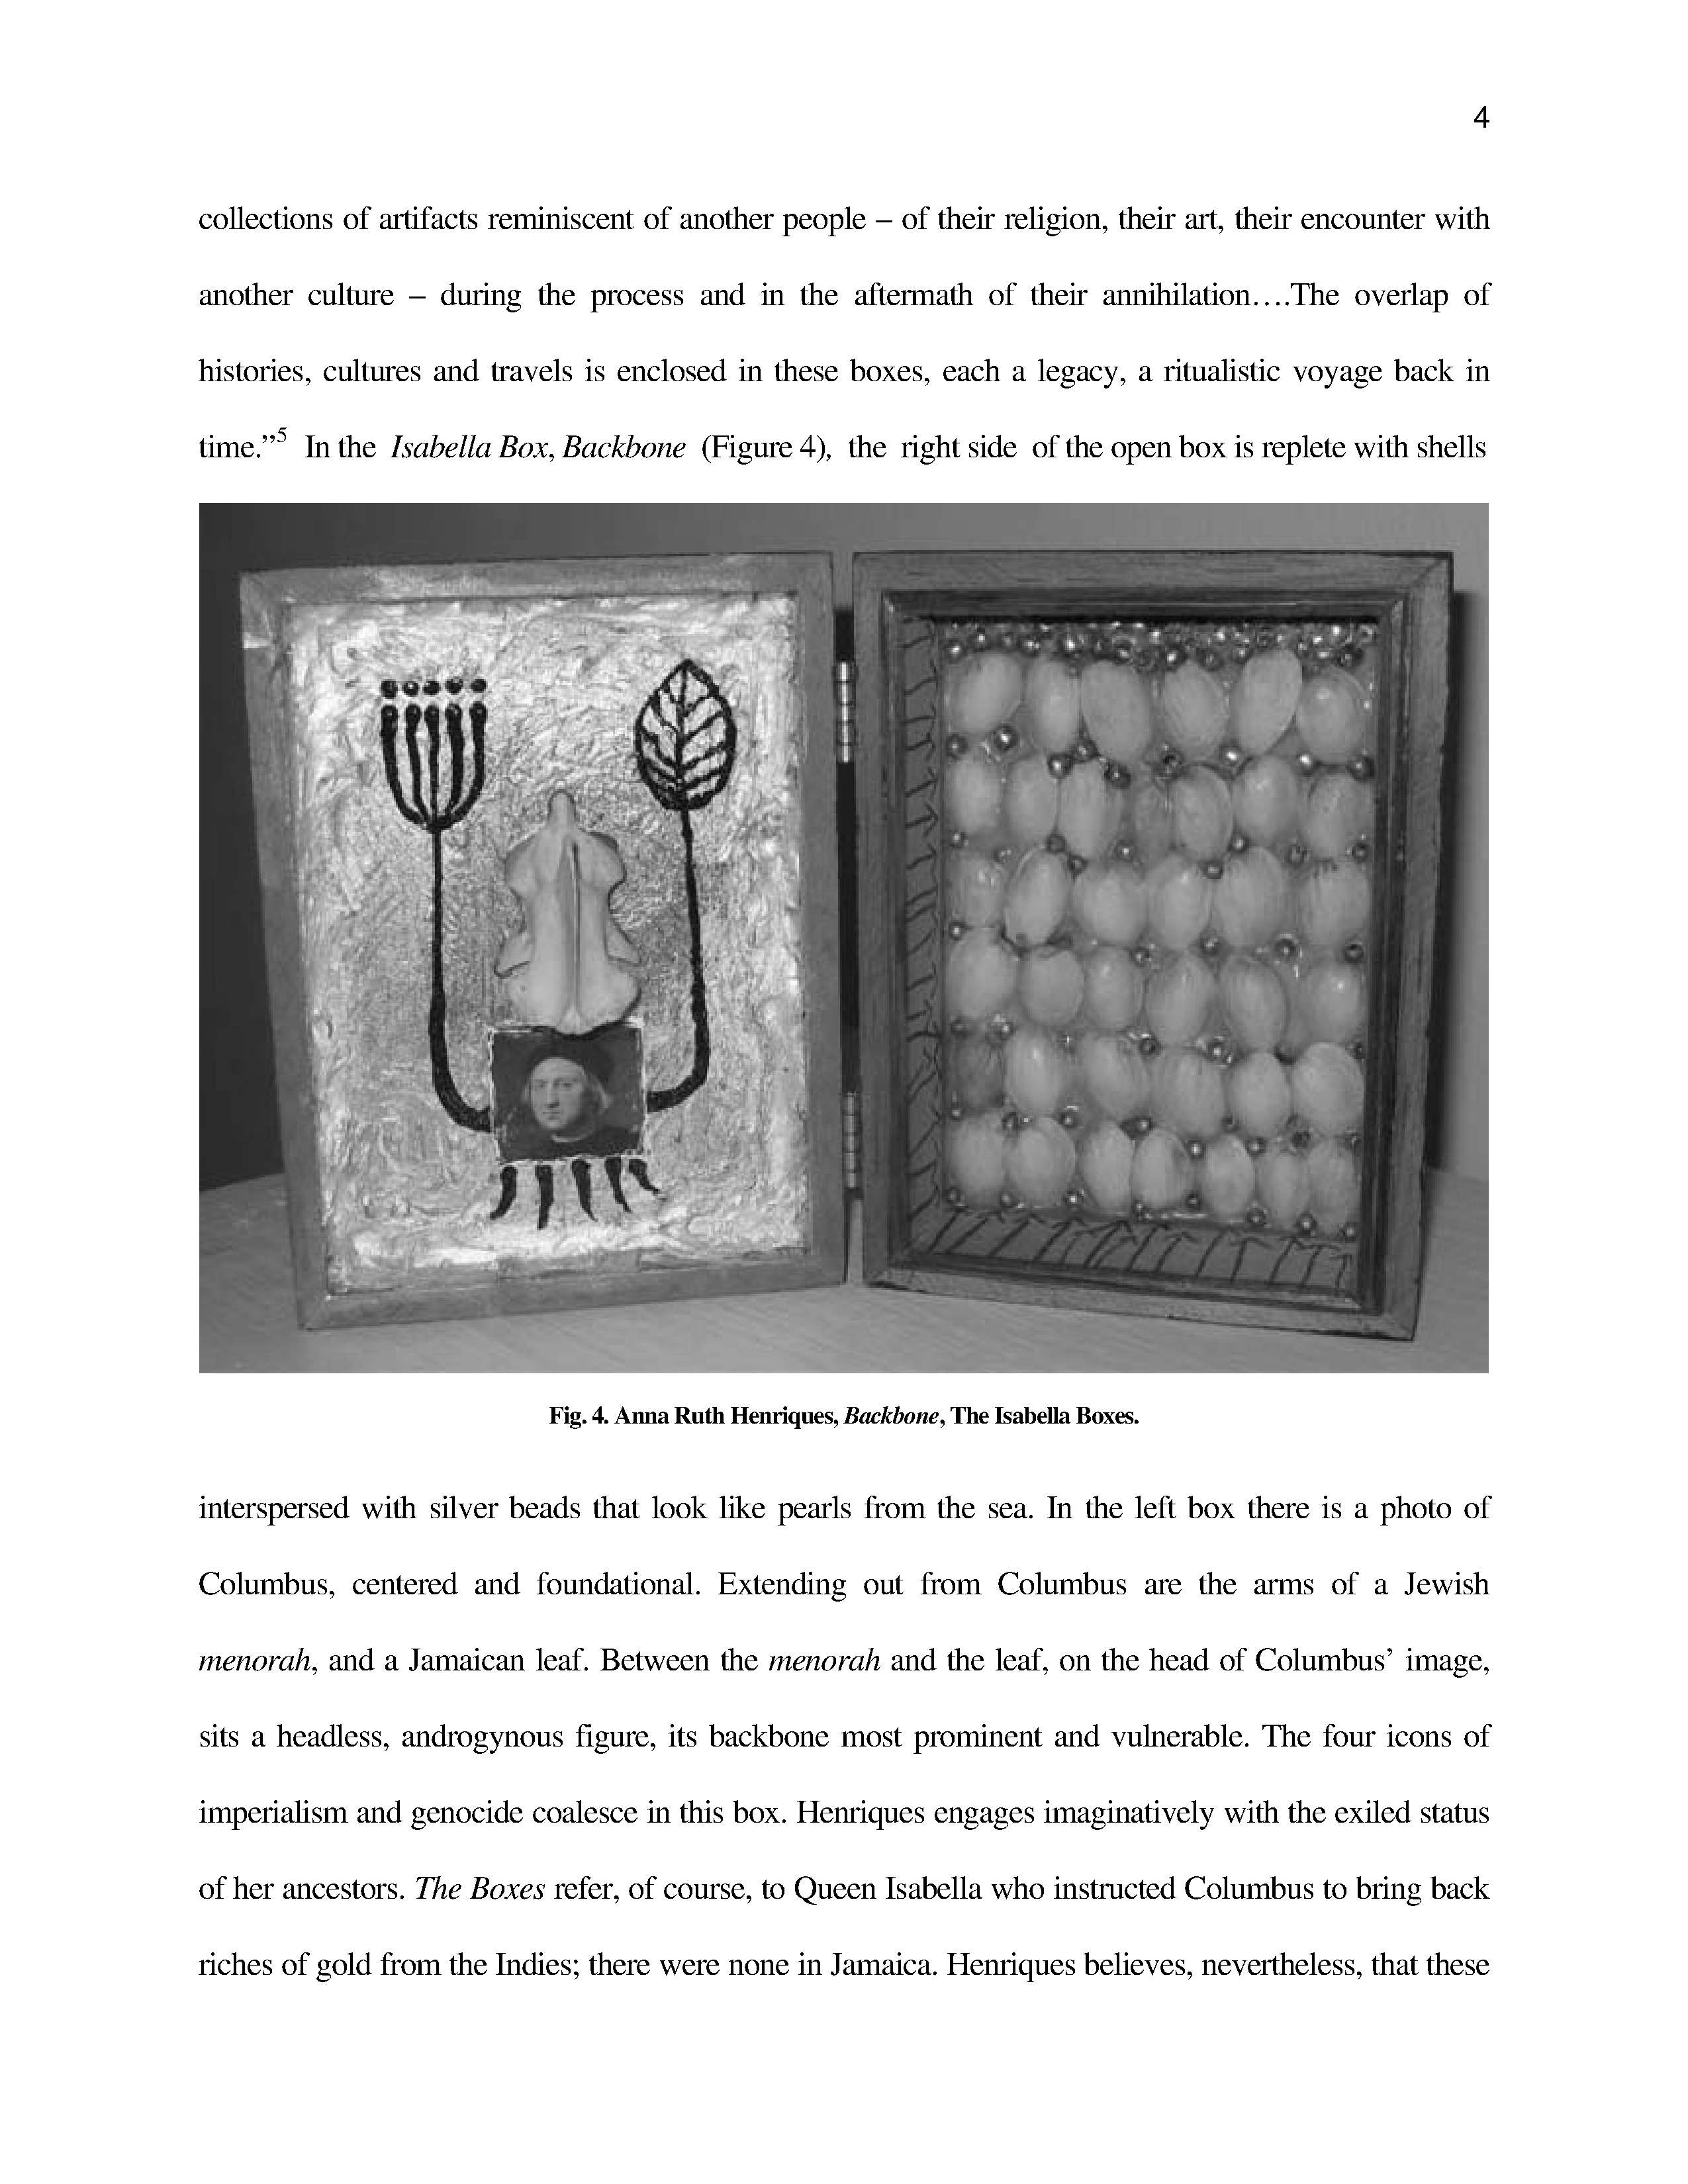 4
collections of artifacts reminiscent of another people – of their religion, their art, their encounter with
another culture – during the process and in the aftermath of their annihilation….The overlap of
histories, cultures and travels is enclosed in these boxes, each a legacy, a ritualistic voyage back in
time.”5 In the Isabella Box, Backbone (Figure 4), the right side of the open box is replete with shells
Fig. 4. Anna Ruth Henriques, Backbone, The Isabella Boxes.
interspersed with silver beads that look like pearls from the sea. In the left box there is a photo of
Columbus, centered and foundational. Extending out from Columbus are the arms of a Jewish
menorah, and a Jamaican leaf. Between the menorah and the leaf, on the head of Columbus’ image,
sits a headless, androgynous figure, its backbone most prominent and vulnerable. The four icons of
imperialism and genocide coalesce in this box. Henriques engages imaginatively with the exiled status
of her ancestors. The Boxes refer, of course, to Queen Isabella who instructed Columbus to bring back
riches of gold from the Indies; there were none in Jamaica. Henriques believes, nevertheless, that these